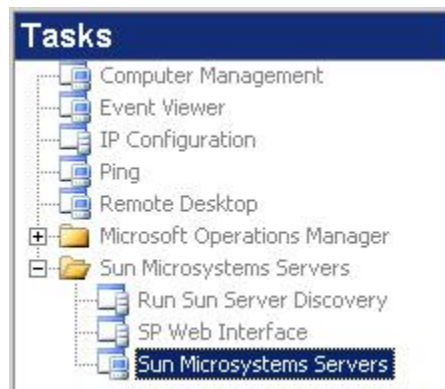 Tasks
Computer Management
Event Viewer
IP Configuration
Ping
Remote Desktop
Microsoft Operations Manager
Sun Microsystems Servers
Run Sun Server Discovery
SP Web Interface
Sun Microsystems Servers